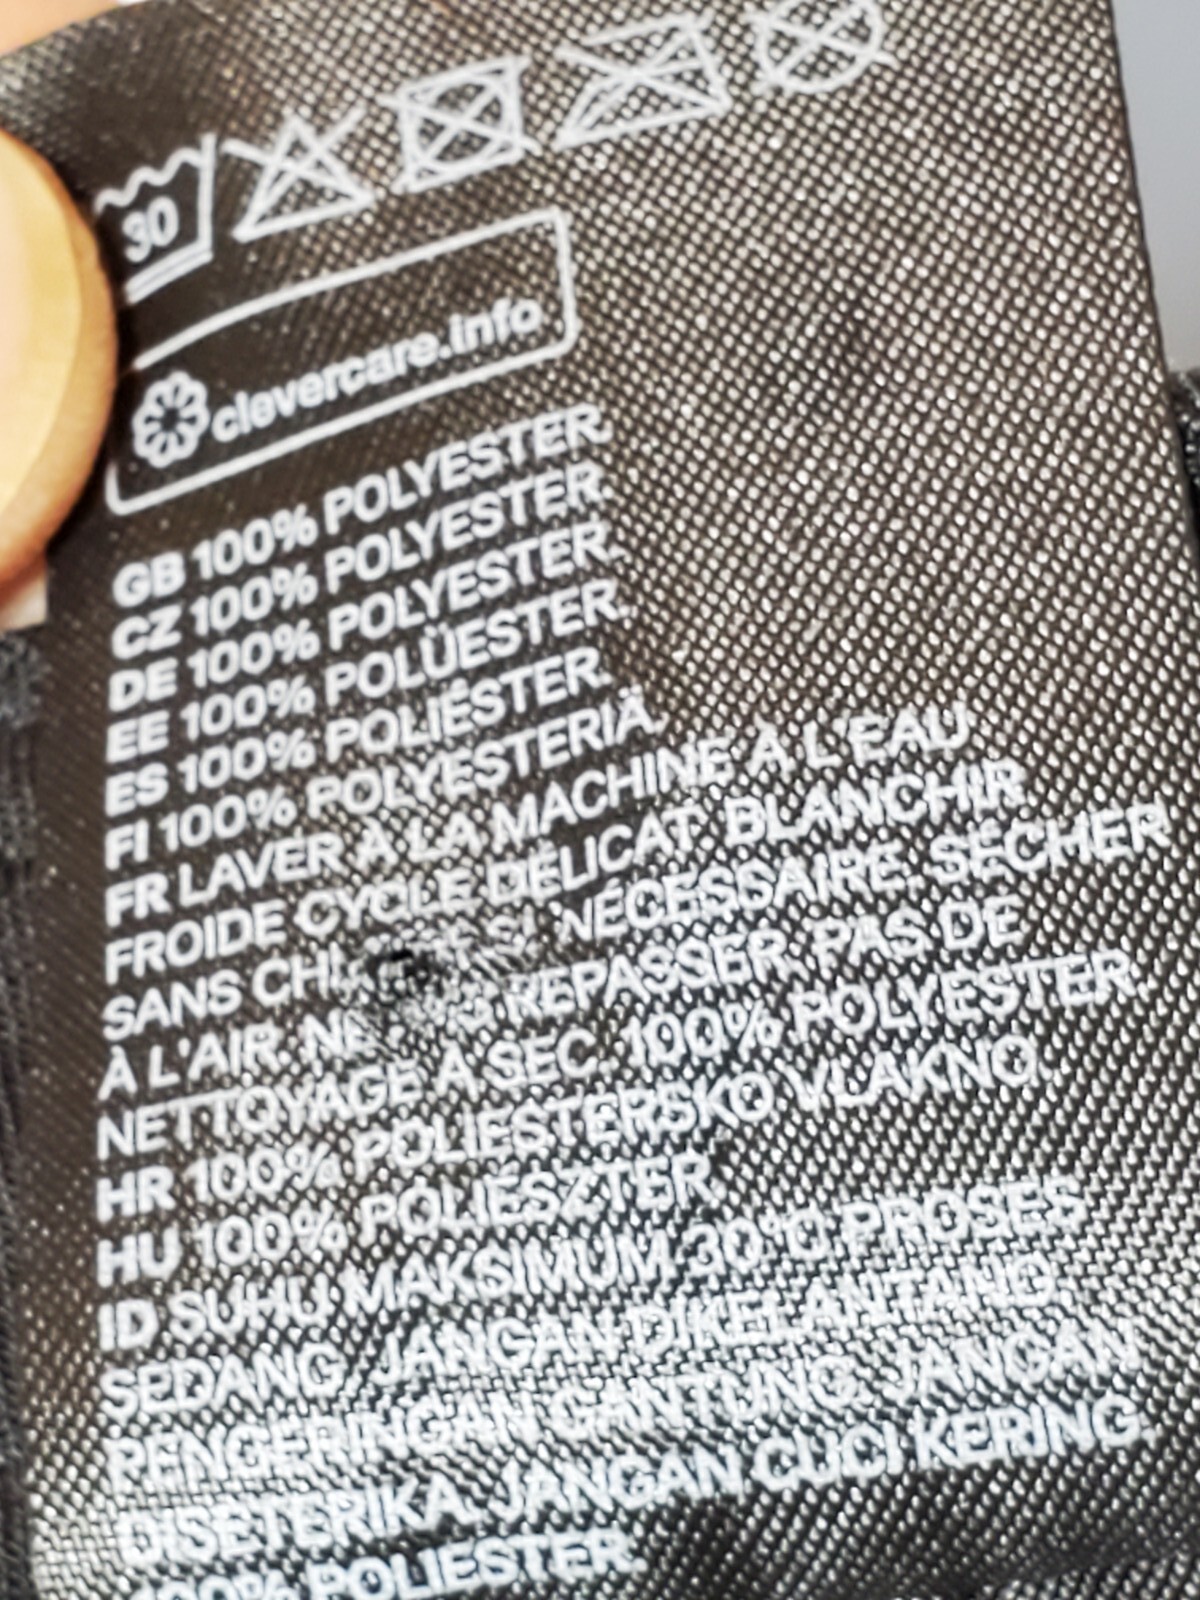 30
clevercare.info
GB 100% POLYESTER.
CZ 100% POLYESTER.
DE 100% POLYESTER.
EE 100% POLÜESTER.
ES 100% POLIÉSTER.
FI 100% POLYESTERIÄ.
FR LAVER À LA MACHINE À L'EAU
FROIDE CYCLE DÉLICAT BLANCHIR
SANS SI NÉCESSAIRE. SÉCHER
À L'AIR. REPASSER. PAS DE
NETTOYAGE À SEC. 100% POLYESTER.
HR 100% POLIESTERSKO VLAKNO.
HU 100% POLIÉSZTER.
ID SUHU MAKSIMUM 30°C PROSES
SEDANG. JANGAN DIKELANTANG.
PENGERINGAN GANTUNG. JANGAN
DISETERIKA. JANGAN CUCI KERING.
100% POLIESTER.